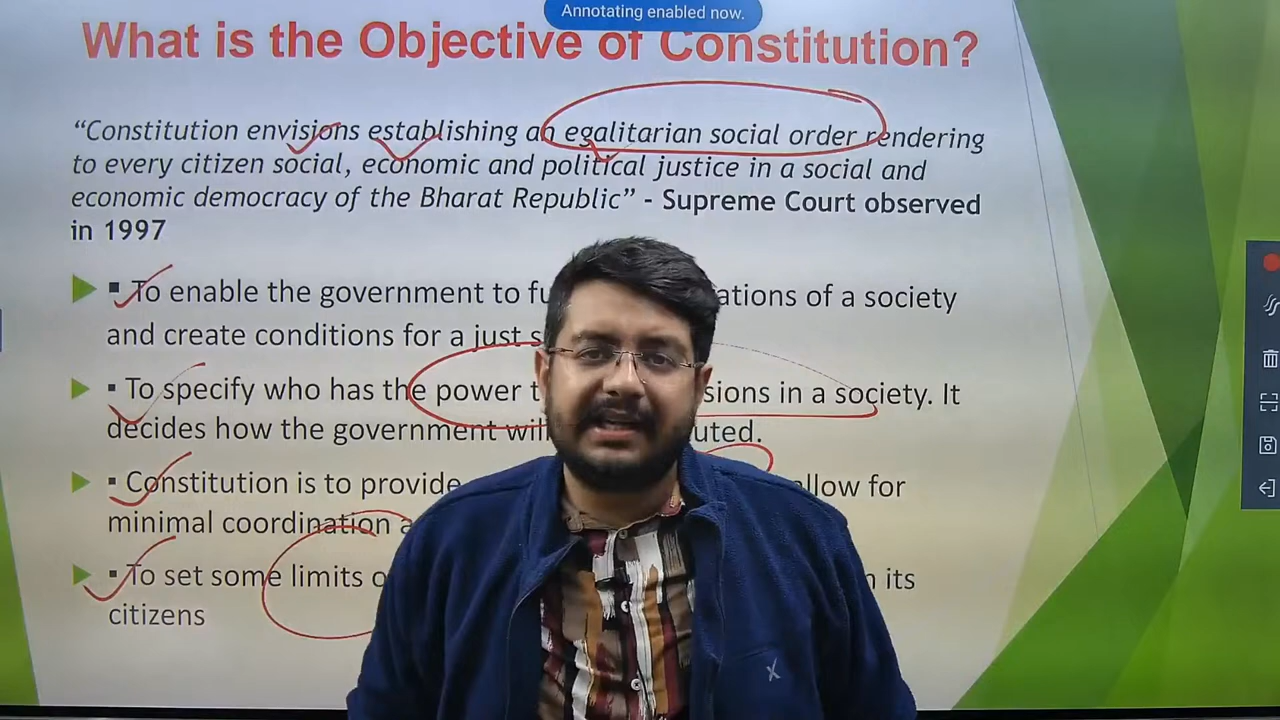 Annotating enabled now.
What is the Objective of Constitution?
“Constitution envisions establishing an egalitarian social order rendering
to every citizen social, economic and political justice in a social and
economic democracy of the Bharat Republic” - Supreme Court observed
in 1997
▪ To enable the government to ations of a society
and create conditions for a just
▪ To specify who has the power sions in a society. It
decides how the government will uted.
▪ Constitution is to provide allow for
minimal coordination
▪ To set some limits its
citizens